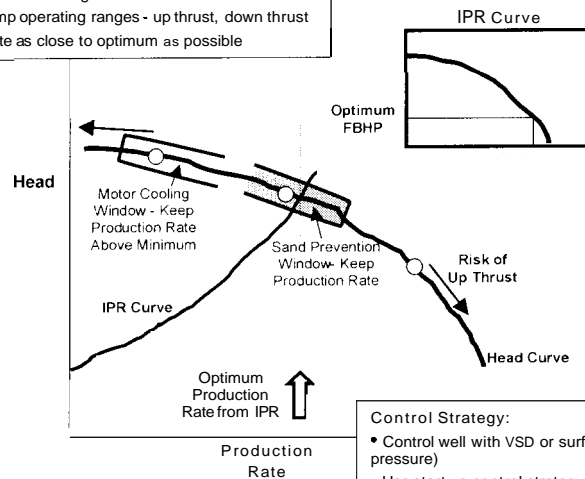 mp operating ranges - up thrust, down thrust
te as close to optimum as possible
IPR Curve
Optimum
FBHP
Head
Motor Cooling
Window - Keep
Production Rate
Above Minimum
Sand Prevention
Window- Keep
Production Rate
Risk of
Up Thrust
IPR Curve
Head Curve
Optimum
Production
Rate from IPR
Production
Rate
Control Strategy:
• Control well with VSD or surf
pressure)